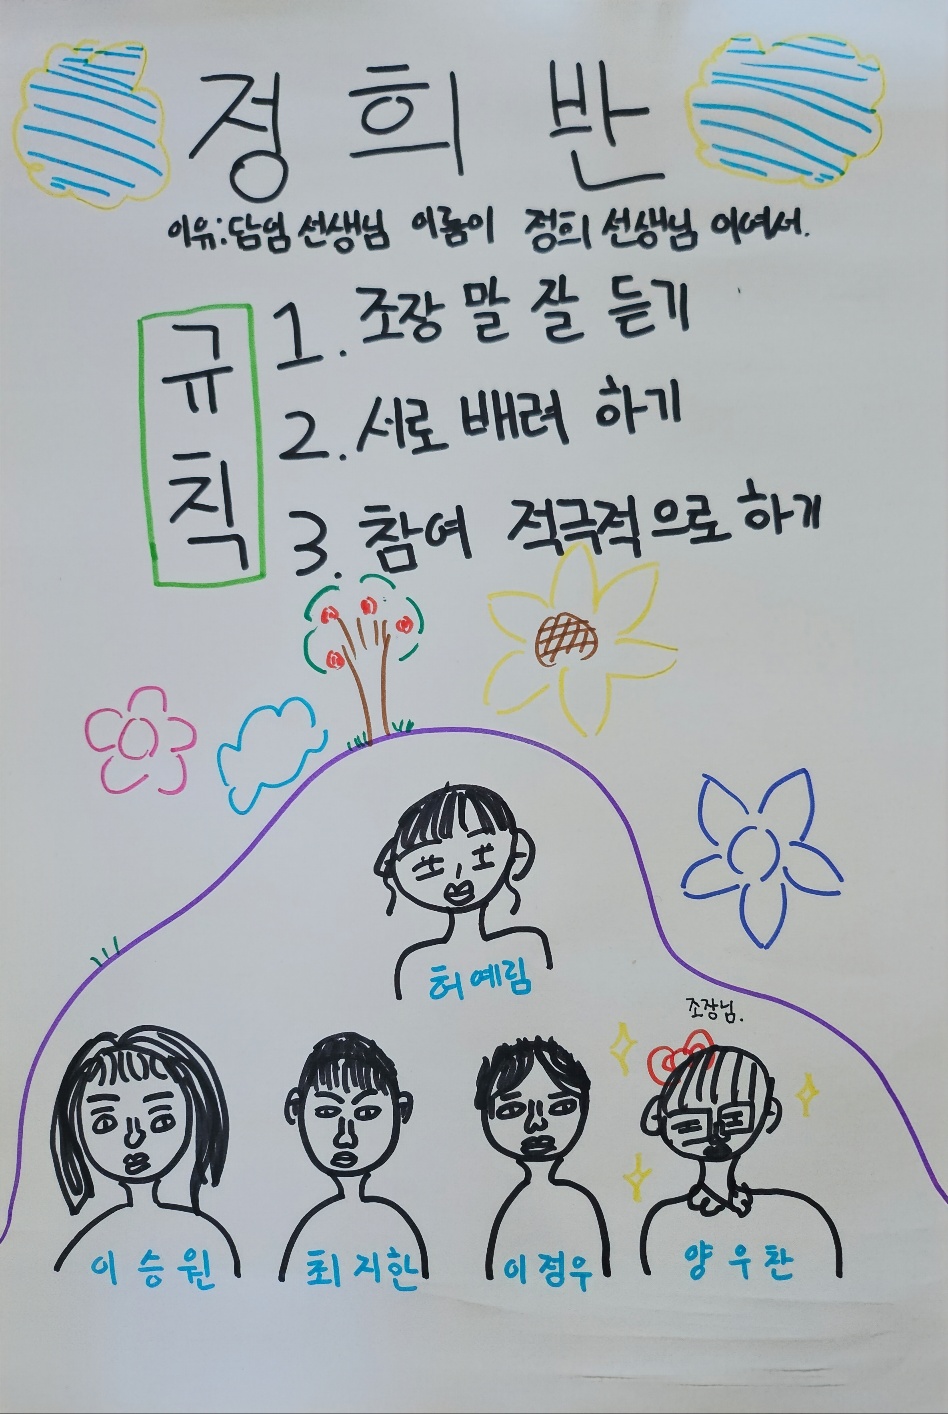 정희반
이유:담임 선생님 이름이 정희 선생님 이여서.
규칙
1. 조장 말 잘 듣기
2. 서로 배려 하기
3. 참여 적극적으로 하기
허예림
조장님.
이승원
최지한
이정우
양우찬